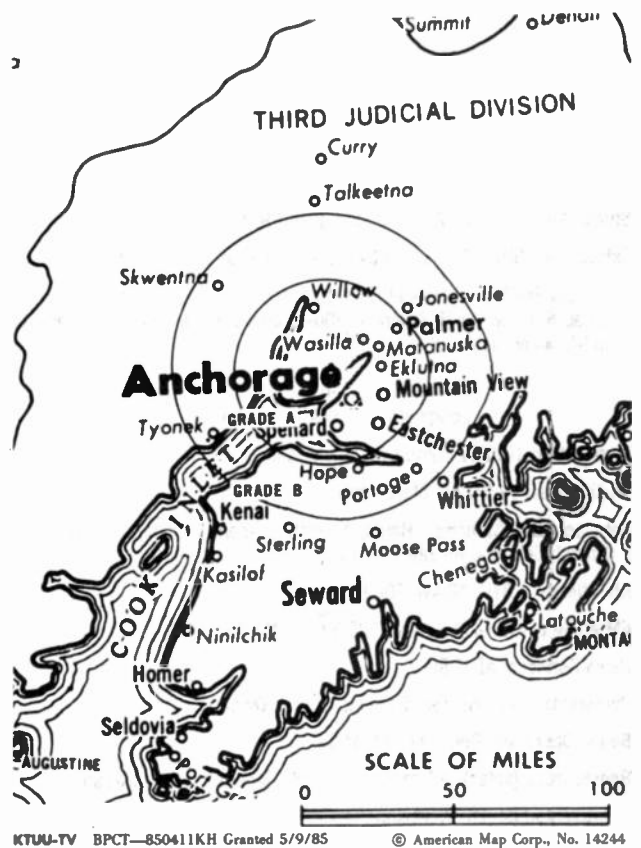 Summit
Denali
THIRD JUDICIAL DIVISION
Curry
Talkeetna
Skwentna
Willow
Jonesville
Palmer
Wasilla
Matanuska
Eklutna
Anchorage
Mountain View
GRADE A
Tyonek
Spenard
Eastchester
Hope
Portage
GRADE B
Whittier
Kenai
Sterling
Moose Pass
COOK INLET
Kasilof
Chenega
Seward
Latouche
Ninilchik
MONTA
Homer
Seldovia
AUGUSTINE
SCALE OF MILES
0 50 100
KTUU-TV BPCT—850411KH Granted 5/9/85 © American Map Corp., No. 14244